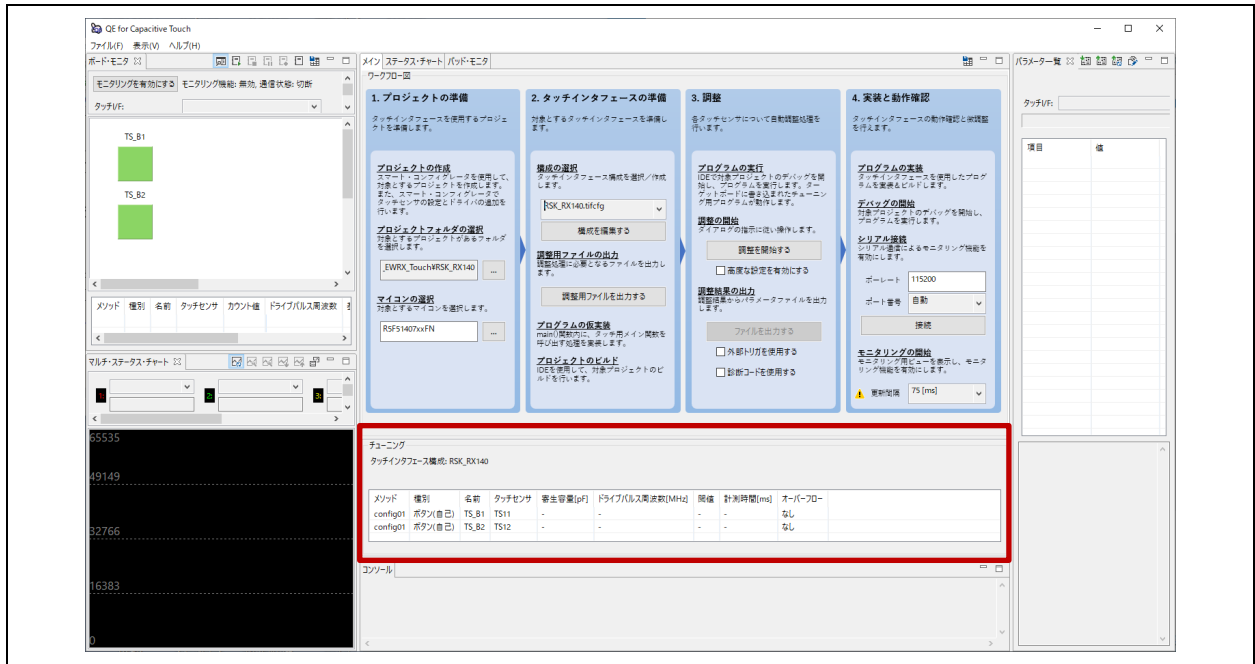 QE for Capacitive Touch
ファイル(F) 表示(V) ヘルプ(H)
ボード・モニタ
モニタリングを有効にする モニタリング機能: 無効, 通信状態: 切断
タッチI/F:
TS_B1
TS_B2
メソッド 種別 名前 タッチセンサ カウント値 ドライブパルス周波数
マルチ・ステータス・チャート
1: 2: 3:
65535
49149
32766
16383
0
メイン ステータス・チャート パッド・モニタ
ワークフロー図
1. プロジェクトの準備
タッチインタフェースを使用するプロジェ
クトを準備します。
プロジェクトの作成
スマート・コンフィグレータを使用して、
対象とするプロジェクトを作成します。
また、スマート・コンフィグレータで
タッチセンサの設定とドライバの追加を
行います。
プロジェクトフォルダの選択
対象とするプロジェクトがあるフォルダ
を選択します。
_EWRX_Touch¥RSK_RX140 ...
マイコンの選択
対象とするマイコンを選択します。
R5F51407xxFN ...
2. タッチインタフェースの準備
対象とするタッチインタフェースを準備し
ます。
構成の選択
タッチインタフェース構成を選択／作成
します。
RSK_RX140.tifcfg
構成を編集する
調整用ファイルの出力
調整処理に必要となるファイルを出力し
ます。
調整用ファイルを出力する
プログラムの仮実装
main()関数内に、タッチ用メイン関数を
呼び出す処理を実装します。
プロジェクトのビルド
IDEを使用して、対象プロジェクトのビ
ルドを行います。
3. 調整
各タッチセンサについて自動調整処理を
行います。
プログラムの実行
IDEで対象プロジェクトのデバッグを開
始し、プログラムを実行します。ター
ゲットボードに書き込まれたチューニン
グ用プログラムが動作します。
調整の開始
ダイアログの指示に従い操作します。
調整を開始する
高度な設定を有効にする
調整結果の出力
調整結果からパラメータファイルを出力
します。
ファイルを出力する
外部トリガを使用する
診断コードを使用する
4. 実装と動作確認
タッチインタフェースの動作確認と微調整
を行えます。
プログラムの実装
タッチインタフェースを使用したプログ
ラムを実装＆ビルドします。
デバッグの開始
対象プロジェクトのデバッグを開始し、
プログラムを実行します。
シリアル接続
シリアル通信によるモニタリング機能を
有効にします。
ボーレート 115200
ポート番号 自動
接続
モニタリングの開始
モニタリング用ビューを表示し、モニタ
リング機能を有効にします。
更新間隔 75 [ms]
チューニング
タッチインタフェース構成: RSK_RX140
メソッド 種別 名前 タッチセンサ 寄生容量[pF] ドライブパルス周波数[MHz] 閾値 計測時間[ms] オーバーフロー
config01 ボタン(自己) TS_B1 TS11 - - - - なし
config01 ボタン(自己) TS_B2 TS12 - - - - なし
コンソール
パラメータ一覧
タッチI/F:
項目 値